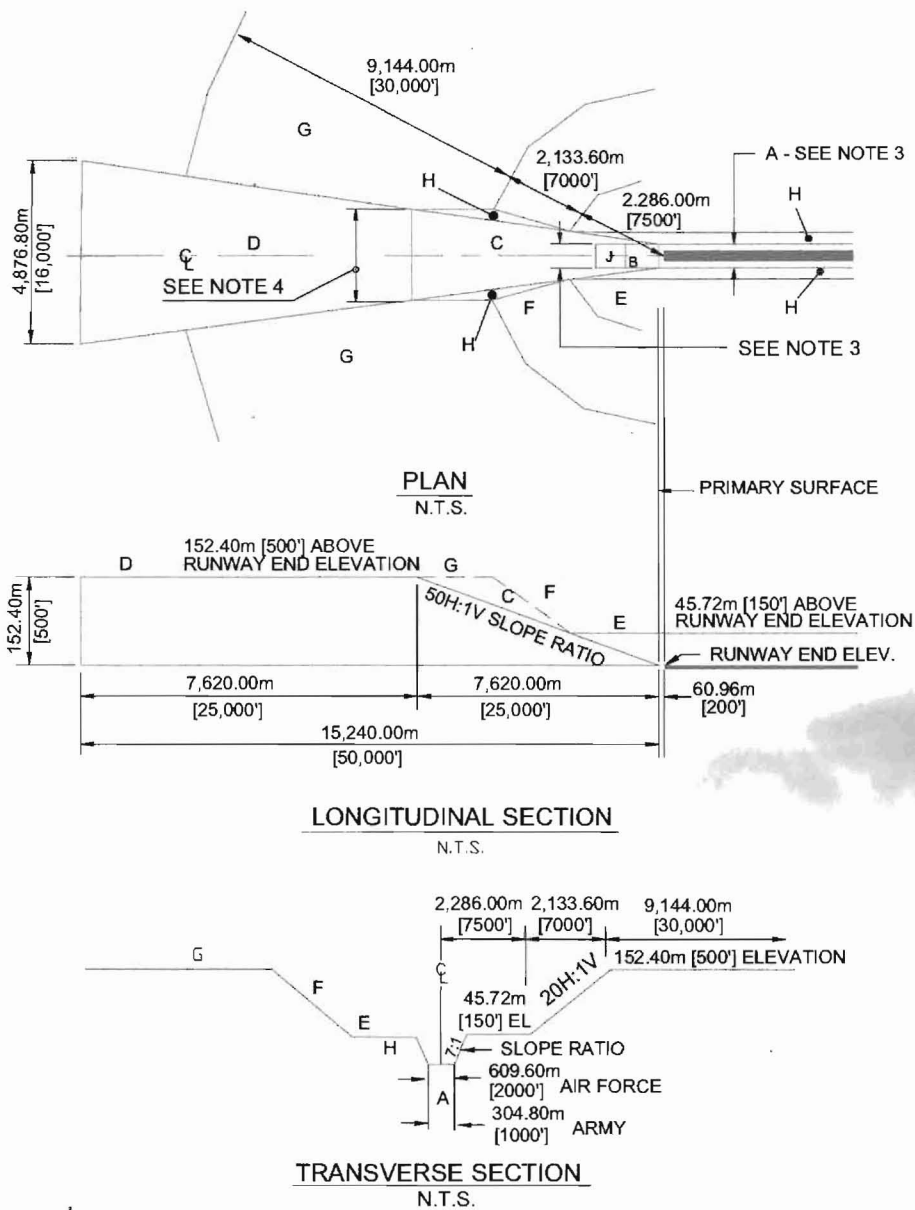 9,144.00m
[30,000']
G
2,133.60m
[7000']
A - SEE NOTE 3
H
2.286.00m
[7500']
H
4,876.80m
[16,000']
D
C
J
B
℄
SEE NOTE 4
F
E
H
H
G
SEE NOTE 3
PLAN
N.T.S.
PRIMARY SURFACE
152.40m [500'] ABOVE
RUNWAY END ELEVATION
D
G
F
C
E
50H:1V SLOPE RATIO
45.72m [150'] ABOVE
RUNWAY END ELEVATION
152.40m
[500']
RUNWAY END ELEV.
7,620.00m
[25,000']
7,620.00m
[25,000']
60.96m
[200']
15,240.00m
[50,000']
LONGITUDINAL SECTION
N.T.S.
2,286.00m
[7500']
2,133.60m
[7000']
9,144.00m
[30,000']
G
℄
152.40m [500'] ELEVATION
F
20H:1V
E
45.72m
[150'] EL
H
7:1
SLOPE RATIO
609.60m
[2000'] AIR FORCE
A
304.80m
[1000'] ARMY
TRANSVERSE SECTION
N.T.S.